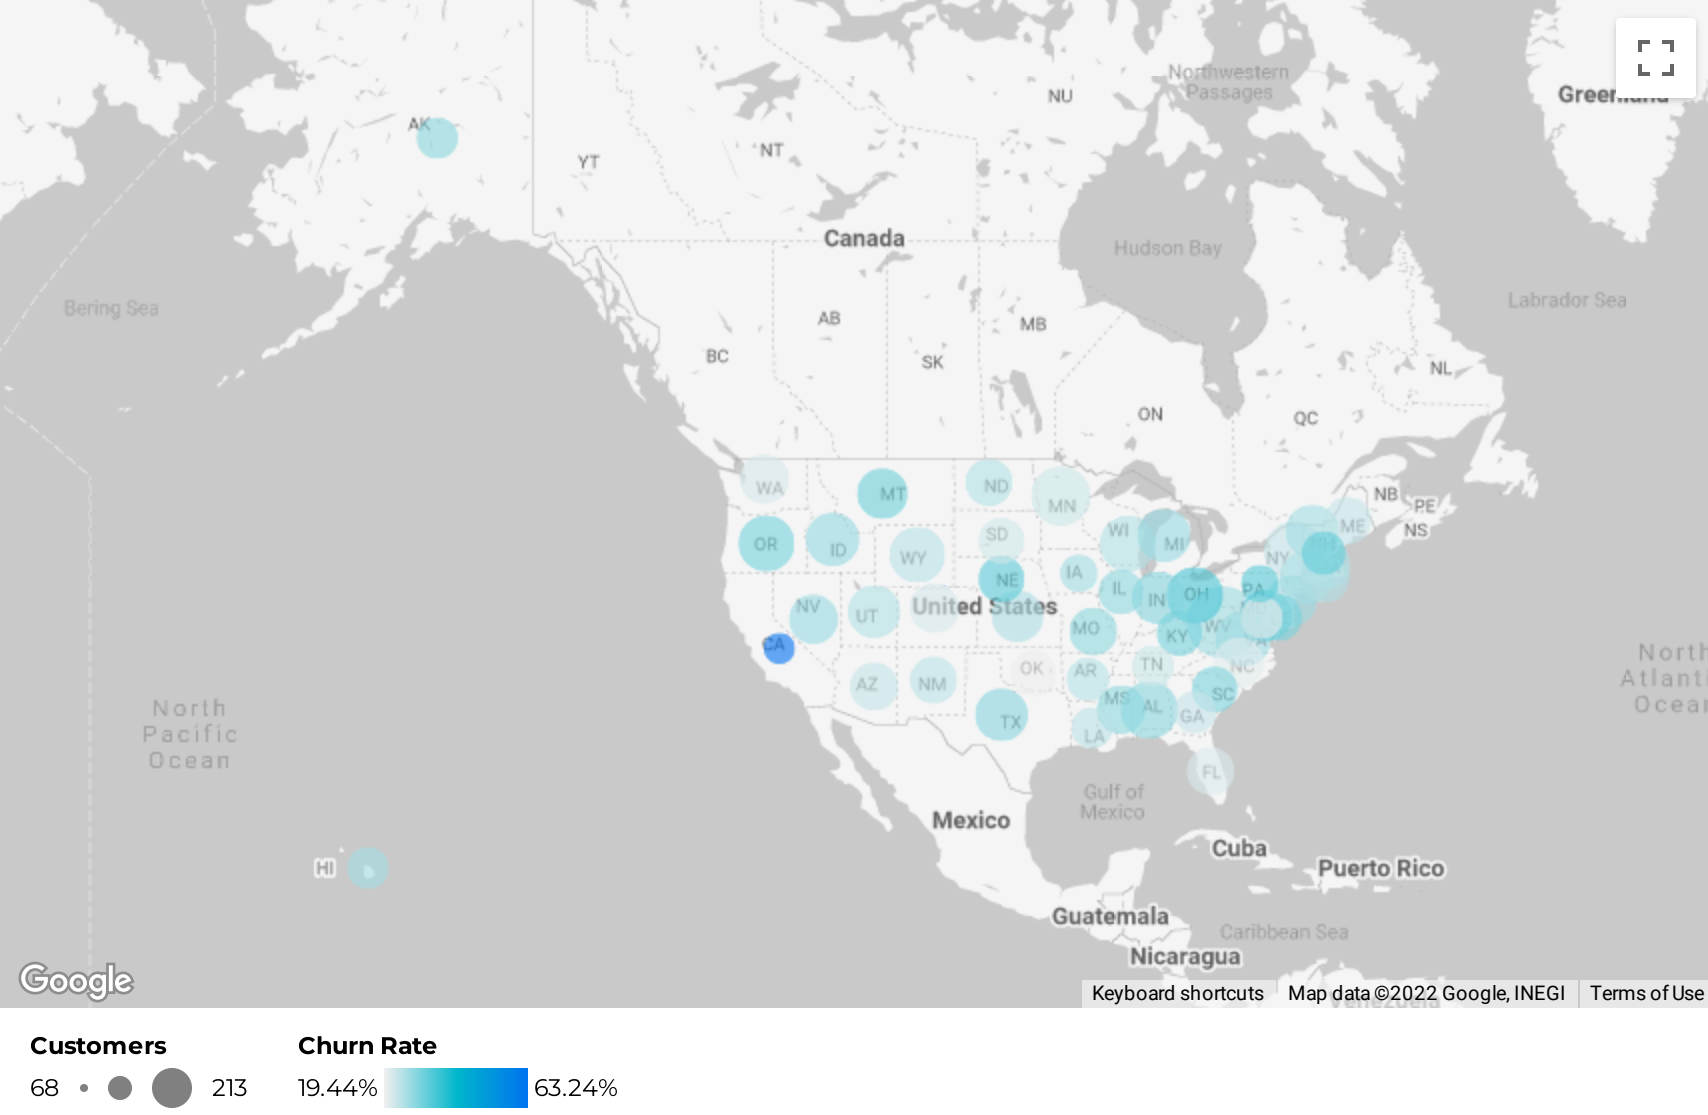 Northwestern
Passages
NU
Greenland
AK
YT
NT
Canada
Hudson Bay
Bering Sea
Labrador Sea
AB
MB
BC
SK
NL
ON
QC
WA
MT
ND
MN
NB
PE
NS
ME
OR
ID
WY
SD
WI
MI
NY
NE
IA
IL
IN
OH
PA
NV
UT
United States
MO
KY
WV
CA
AZ
NM
OK
AR
TN
NC
TX
MS
AL
SC
GA
LA
FL
North
Pacific
Ocean
Gulf of
Mexico
Mexico
Cuba
Puerto Rico
HI
Guatemala
Caribbean Sea
Nicaragua
Venezuela
Google
Keyboard shortcuts
Map data ©2022 Google, INEGI
Terms of Use
Customers
68
213
Churn Rate
19.44%
63.24%